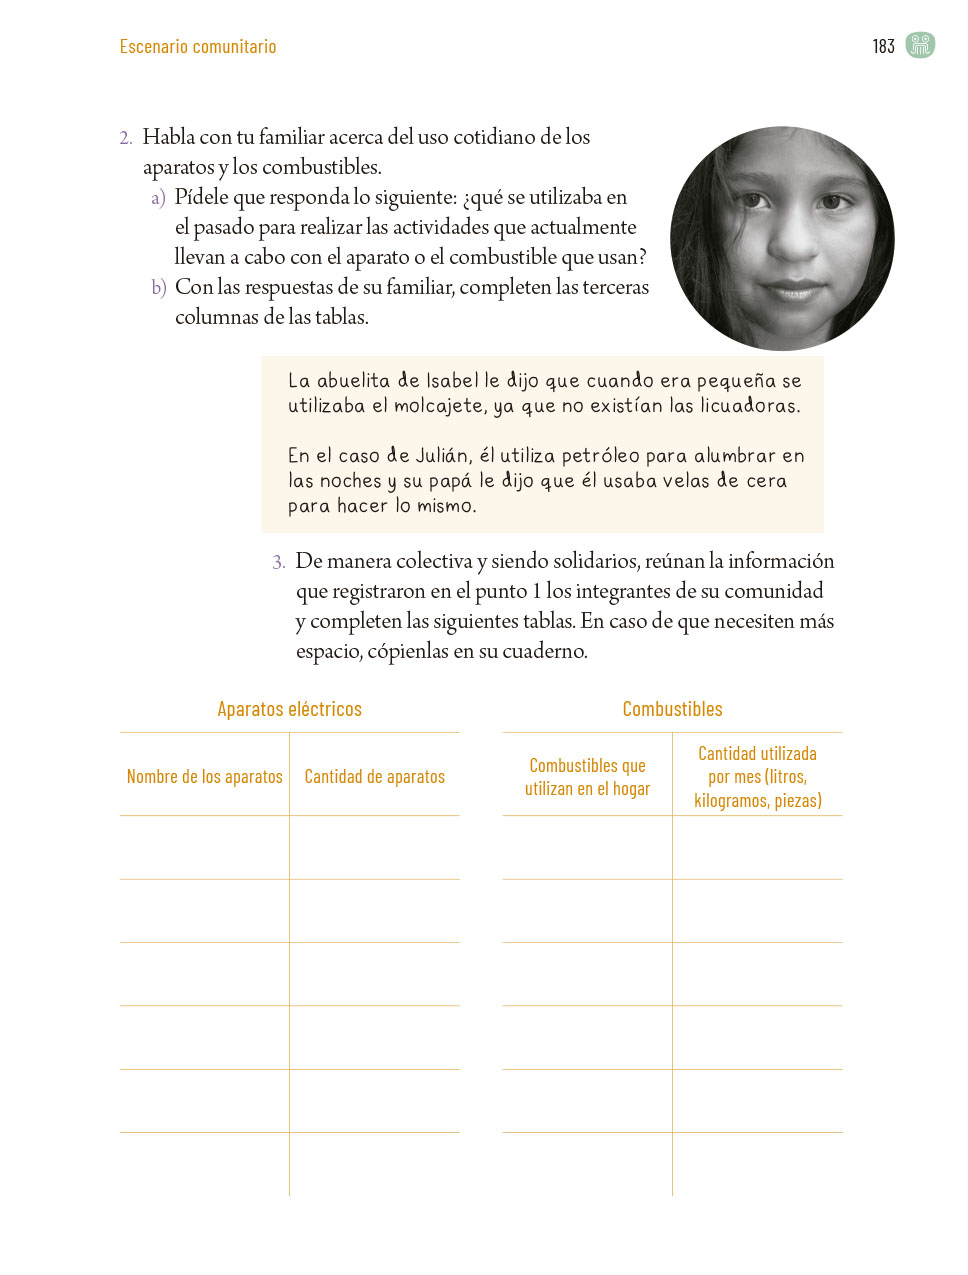 Escenario comunitario
183
2. Habla con tu familiar acerca del uso cotidiano de los
aparatos y los combustibles.
a) Pídele que responda lo siguiente: ¿qué se utilizaba en
el pasado para realizar las actividades que actualmente
llevan a cabo con el aparato o el combustible que usan?
b) Con las respuestas de su familiar, completen las terceras
columnas de las tablas.
La abuelita de Isabel le dijo que cuando era pequeña se
utilizaba el molcajete, ya que no existían las licuadoras.
En el caso de Julián, él utiliza petróleo para alumbrar en
las noches y su papá le dijo que él usaba velas de cera
para hacer lo mismo.
3. De manera colectiva y siendo solidarios, reúnan la información
que registraron en el punto 1 los integrantes de su comunidad
y completen las siguientes tablas. En caso de que necesiten más
espacio, cópienlas en su cuaderno.
Aparatos eléctricos
Nombre de los aparatos
Cantidad de aparatos
Combustibles
Combustibles que
utilizan en el hogar
Cantidad utilizada
por mes (litros,
kilogramos, piezas)